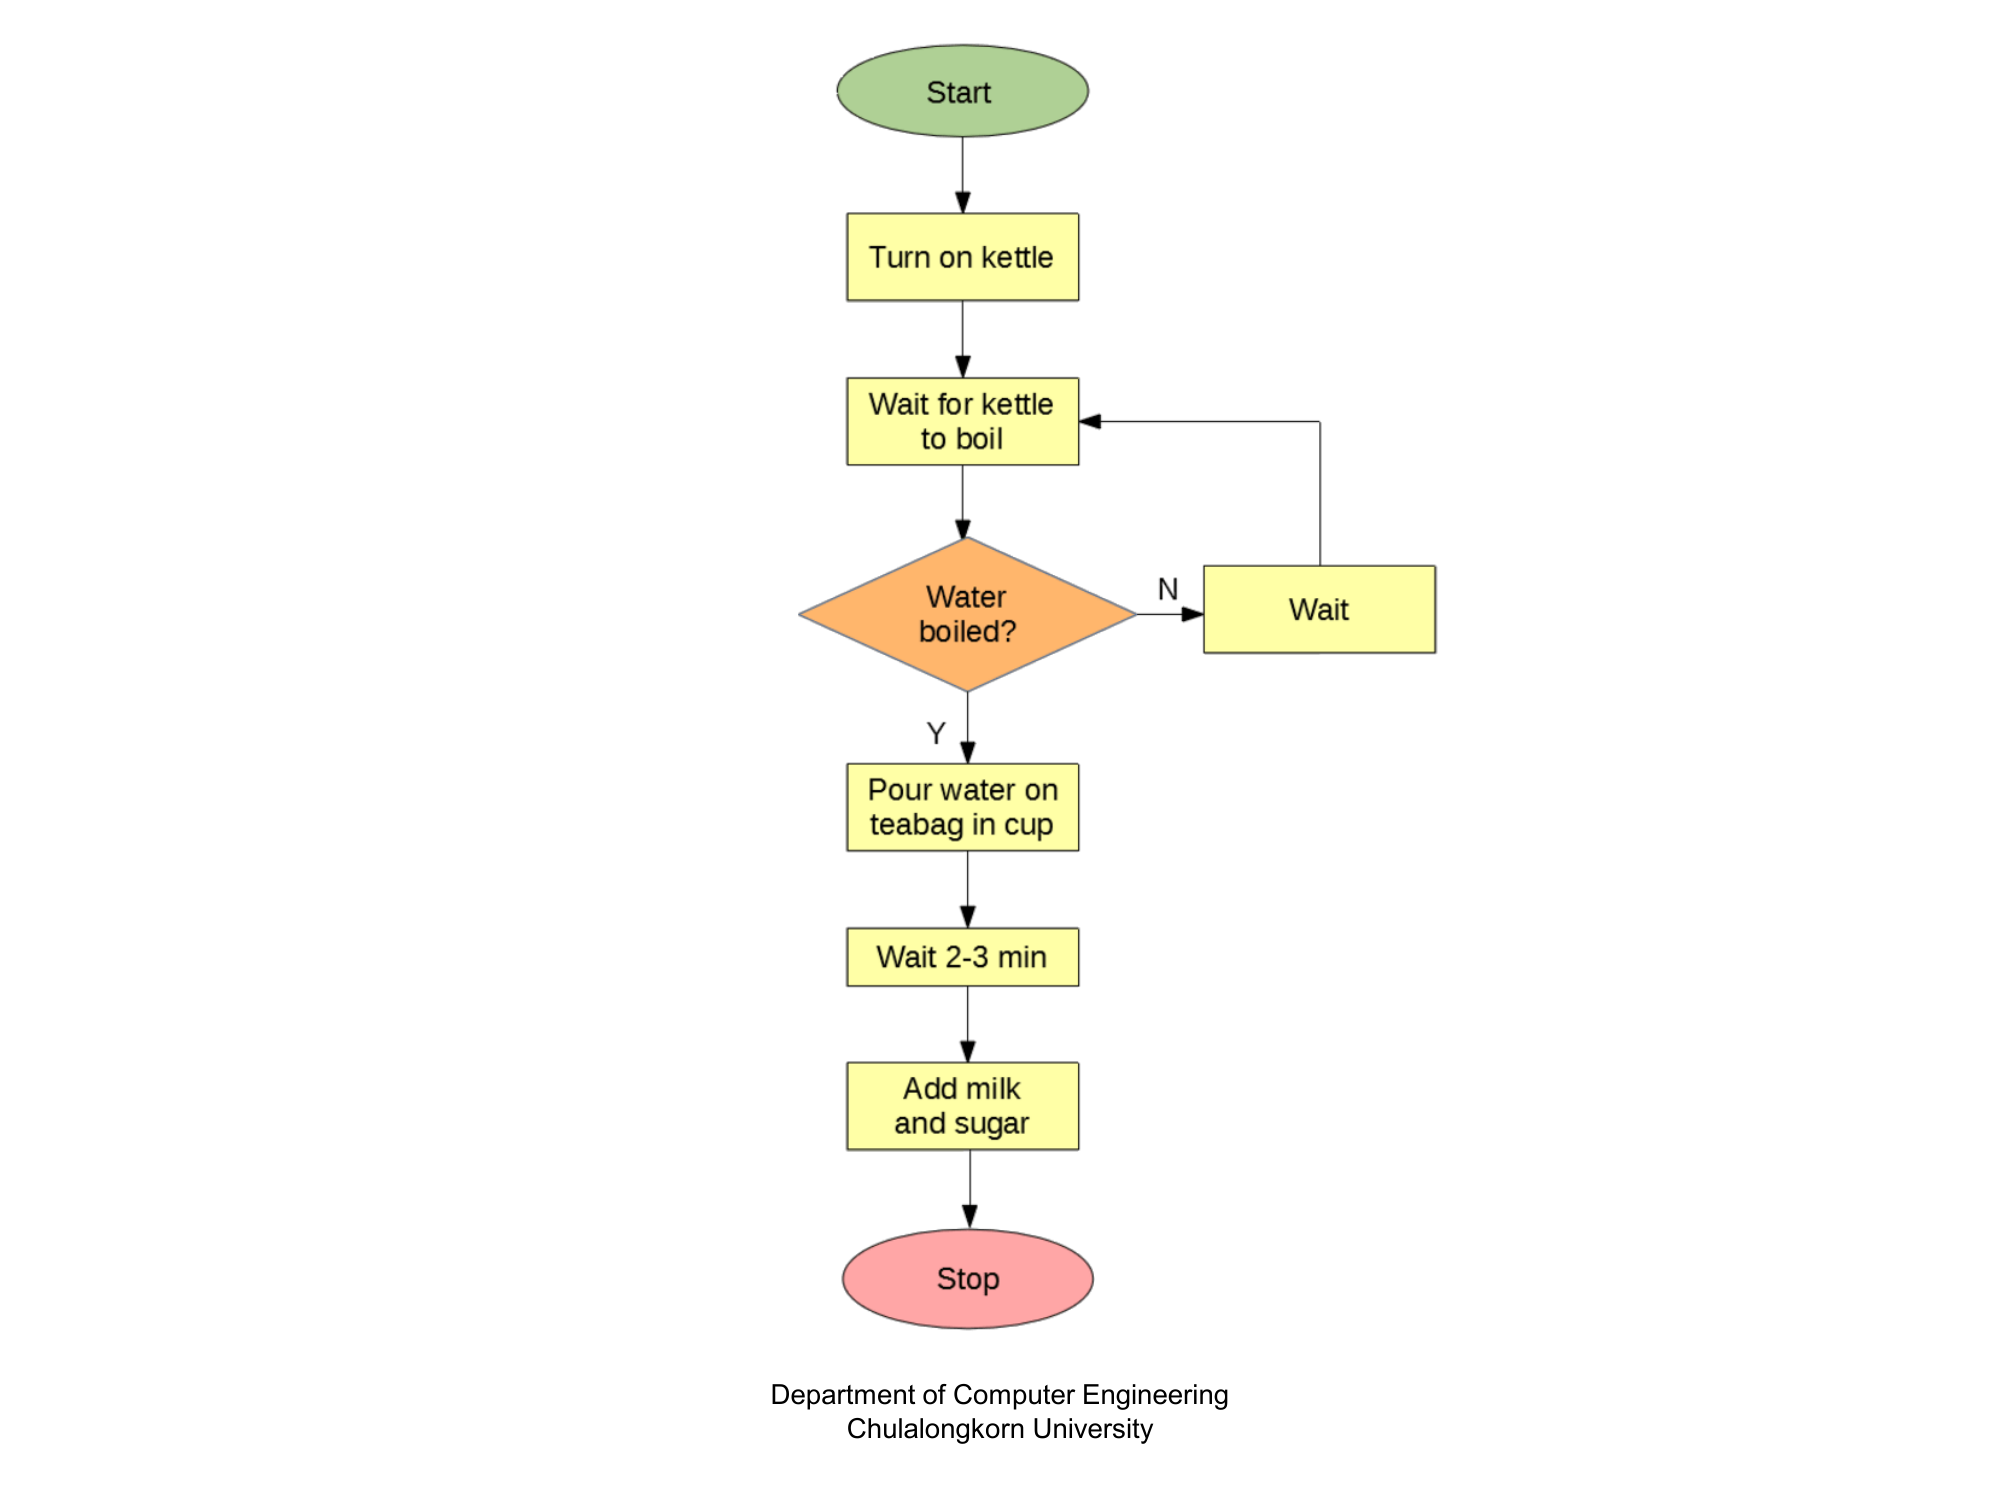 Start
Turn on kettle
Wait for kettle
to boil
Water
boiled?
N
Wait
Y
Pour water on
teabag in cup
Wait 2-3 min
Add milk
and sugar
Stop
Department of Computer Engineering
Chulalongkorn University